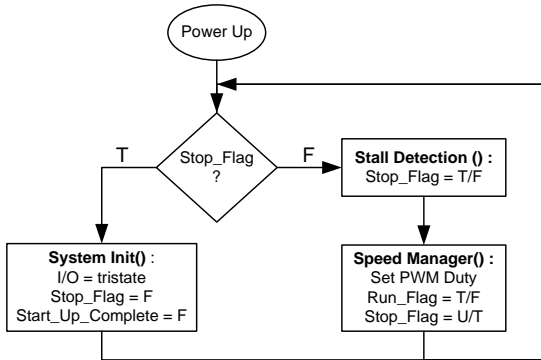 Power Up
Stop_Flag
?
T
F
Stall Detection () :
Stop_Flag = T/F
System Init() :
I/O = tristate
Stop_Flag = F
Start_Up_Complete = F
Speed Manager() :
Set PWM Duty
Run_Flag = T/F
Stop_Flag = U/T